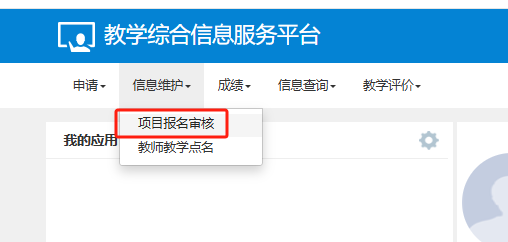 教学综合信息服务平台
申请 信息维护 成绩 信息查询 教学评价
项目报名审核
我的应用
教师教学点名